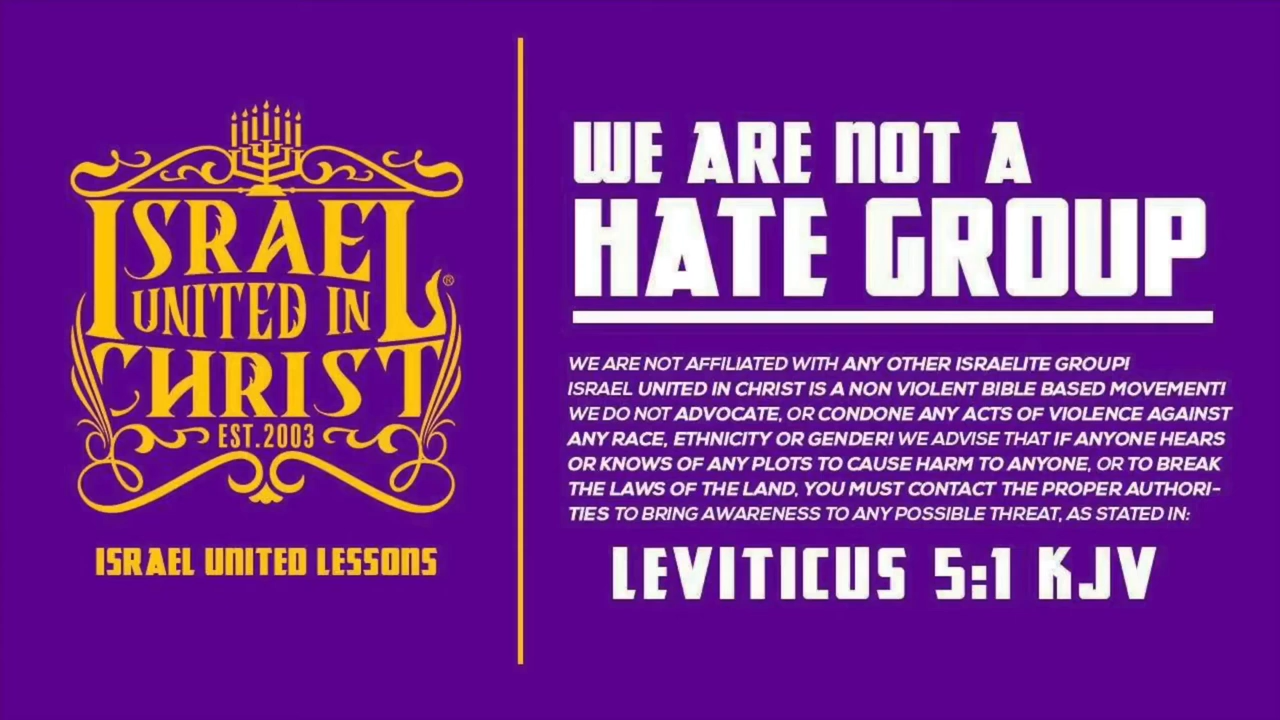 ISRAEL
UNITED IN
CHRIST
EST. 2003
®
ISRAEL UNITED LESSONS
WE ARE NOT A
HATE GROUP
WE ARE NOT AFFILIATED WITH ANY OTHER ISRAELITE GROUP!
ISRAEL UNITED IN CHRIST IS A NON VIOLENT BIBLE BASED MOVEMENT!
WE DO NOT ADVOCATE, OR CONDONE ANY ACTS OF VIOLENCE AGAINST
ANY RACE, ETHNICITY OR GENDER! WE ADVISE THAT IF ANYONE HEARS
OR KNOWS OF ANY PLOTS TO CAUSE HARM TO ANYONE, OR TO BREAK
THE LAWS OF THE LAND, YOU MUST CONTACT THE PROPER AUTHORI-
TIES TO BRING AWARENESS TO ANY POSSIBLE THREAT, AS STATED IN:
LEVITICUS 5:1 KJV